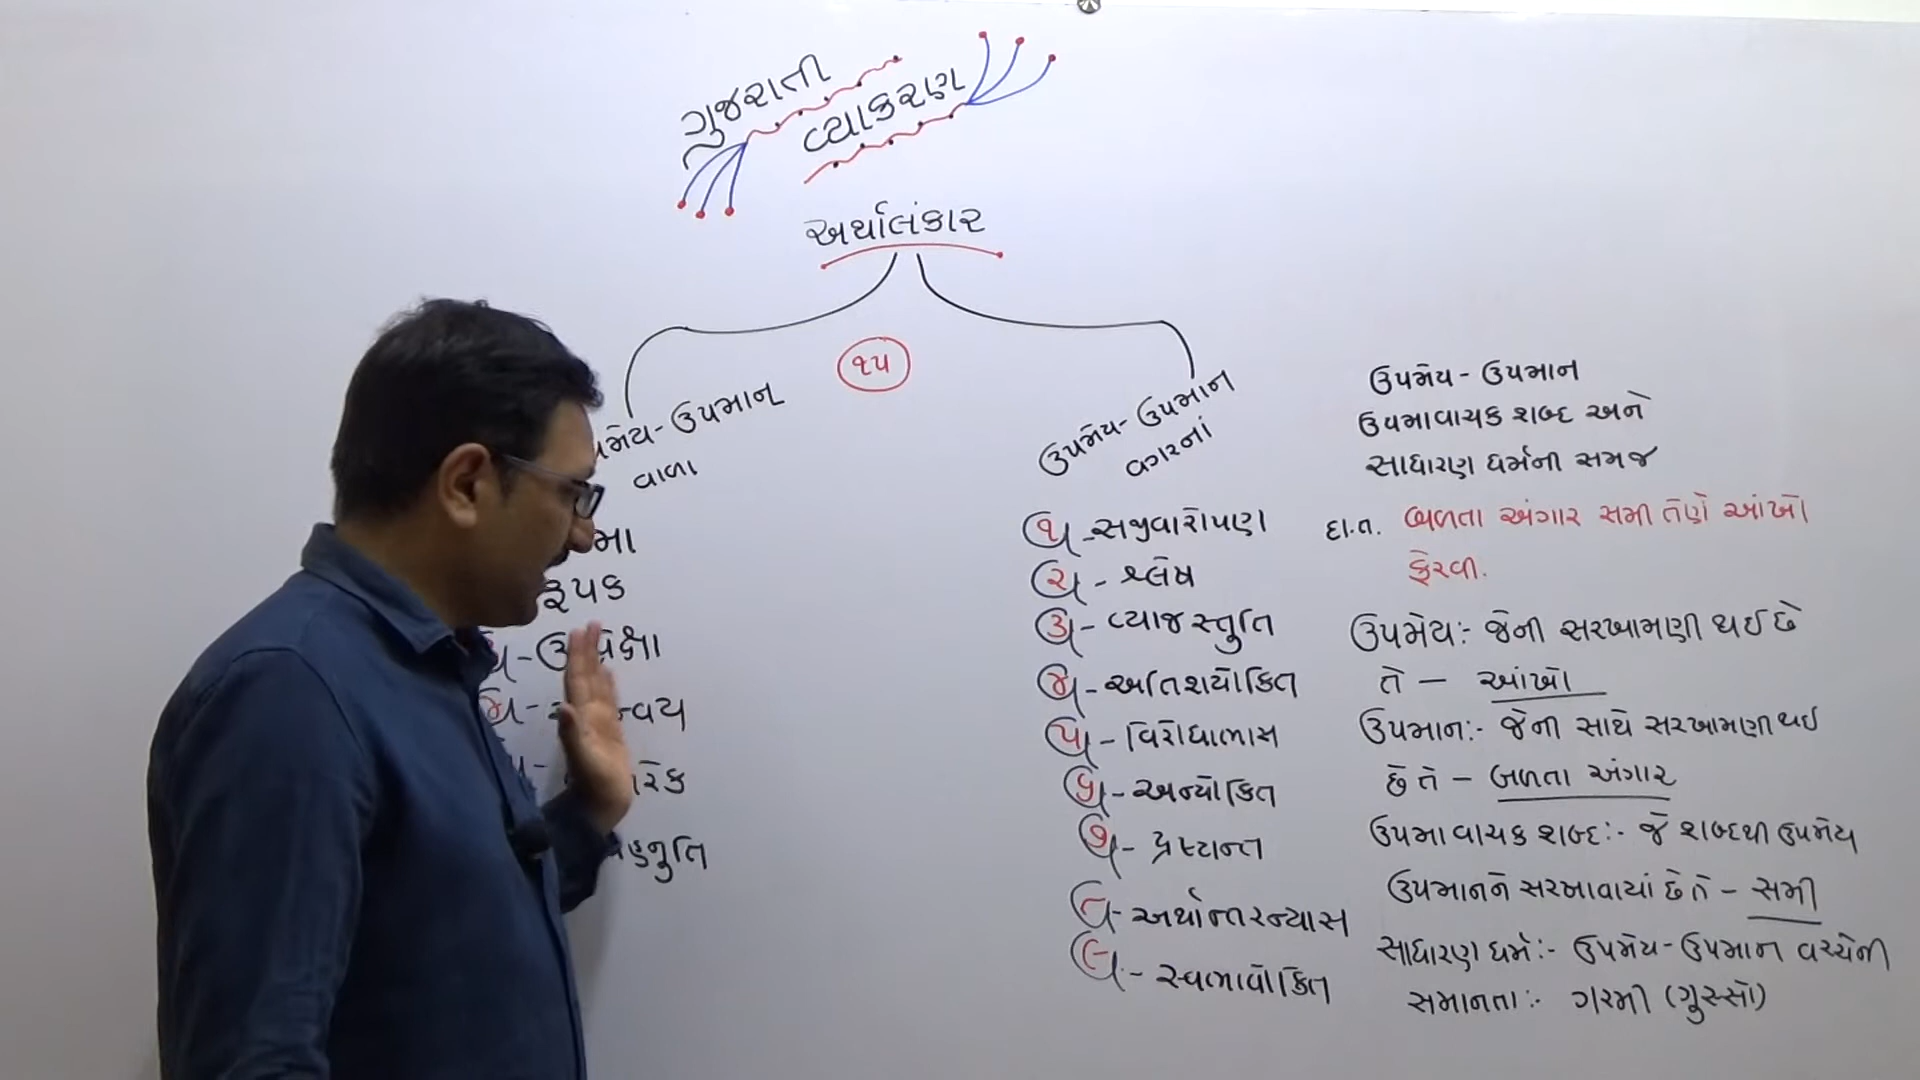 ગુજરાતી
વ્યાકરણ
અર્થાલંકાર
૧૫
ઉપમાન
વાળા
રૂપક
૪
અપહ્નુતિ
ઉપમેય-ઉપમાન
વગરનાં
૧ - સજીવારોપણ
૨ - શ્લેષ
૩ - વ્યાજસ્તુતિ
૪ - અતિશયોકિત
૫ - વિરોધાભાસ
૬ - અન્યોકિત
૭ - દ્રષ્ટાન્ત
૮ - અર્થાન્તરન્યાસ
૯ - સ્વભાવોકિત
ઉપમેય - ઉપમાન
ઉપમાવાચક શબ્દ અને
સાધારણ ધર્મની સમજ
દા.ત. બળતા અંગાર સમી તેણે આંખો
ફેરવી.
ઉપમેય:- જેની સરખામણી થઈ છે
તે - આંખો
ઉપમાન:- જેની સાથે સરખામણી થઈ
છે તે - બળતા અંગાર
ઉપમાવાચક શબ્દ:- જે શબ્દથી ઉપમેય
ઉપમાનને સરખાવાયાં છે તે - સમી
સાધારણ ધર્મ:- ઉપમેય-ઉપમાન વચ્ચેની
સમાનતા:- ગરમી (ગુસ્સો)